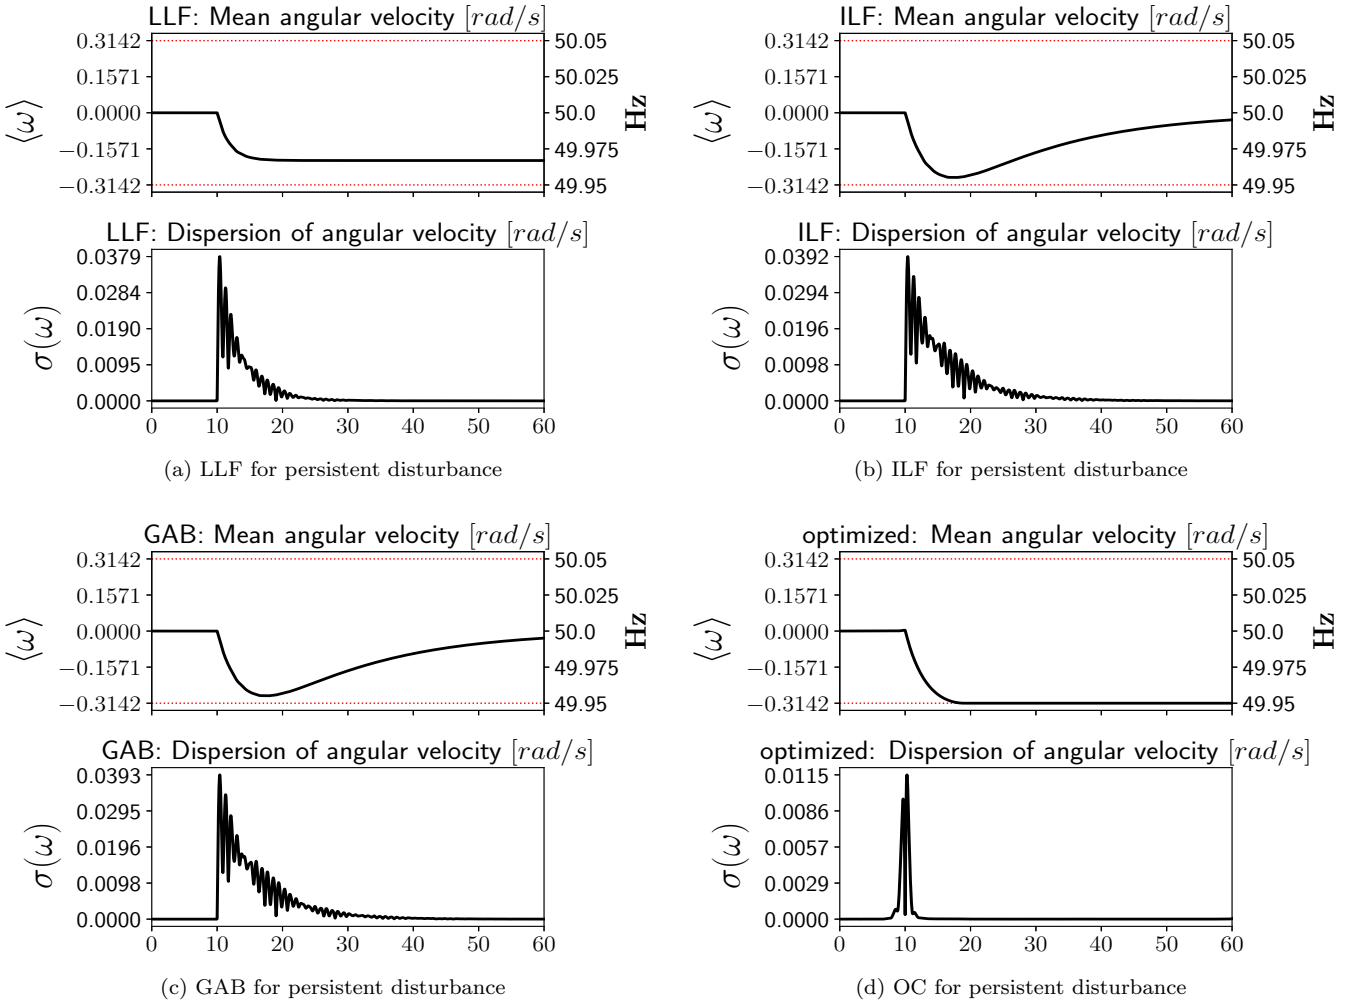 LLF: Mean angular velocity [rad/s]
0.3142
0.1571
0.0000
−0.1571
−0.3142
⟨ω⟩
50.05
50.025
50.0
49.975
49.95
Hz
LLF: Dispersion of angular velocity [rad/s]
0.0379
0.0284
0.0190
0.0095
0.0000
σ(ω)
0 10 20 30 40 50 60
(a) LLF for persistent disturbance
ILF: Mean angular velocity [rad/s]
0.3142
0.1571
0.0000
−0.1571
−0.3142
⟨ω⟩
50.05
50.025
50.0
49.975
49.95
Hz
ILF: Dispersion of angular velocity [rad/s]
0.0392
0.0294
0.0196
0.0098
0.0000
σ(ω)
0 10 20 30 40 50 60
(b) ILF for persistent disturbance
GAB: Mean angular velocity [rad/s]
0.3142
0.1571
0.0000
−0.1571
−0.3142
⟨ω⟩
50.05
50.025
50.0
49.975
49.95
Hz
GAB: Dispersion of angular velocity [rad/s]
0.0393
0.0295
0.0196
0.0098
0.0000
σ(ω)
0 10 20 30 40 50 60
(c) GAB for persistent disturbance
optimized: Mean angular velocity [rad/s]
0.3142
0.1571
0.0000
−0.1571
−0.3142
⟨ω⟩
50.05
50.025
50.0
49.975
49.95
Hz
optimized: Dispersion of angular velocity [rad/s]
0.0115
0.0086
0.0057
0.0029
0.0000
σ(ω)
0 10 20 30 40 50 60
(d) OC for persistent disturbance